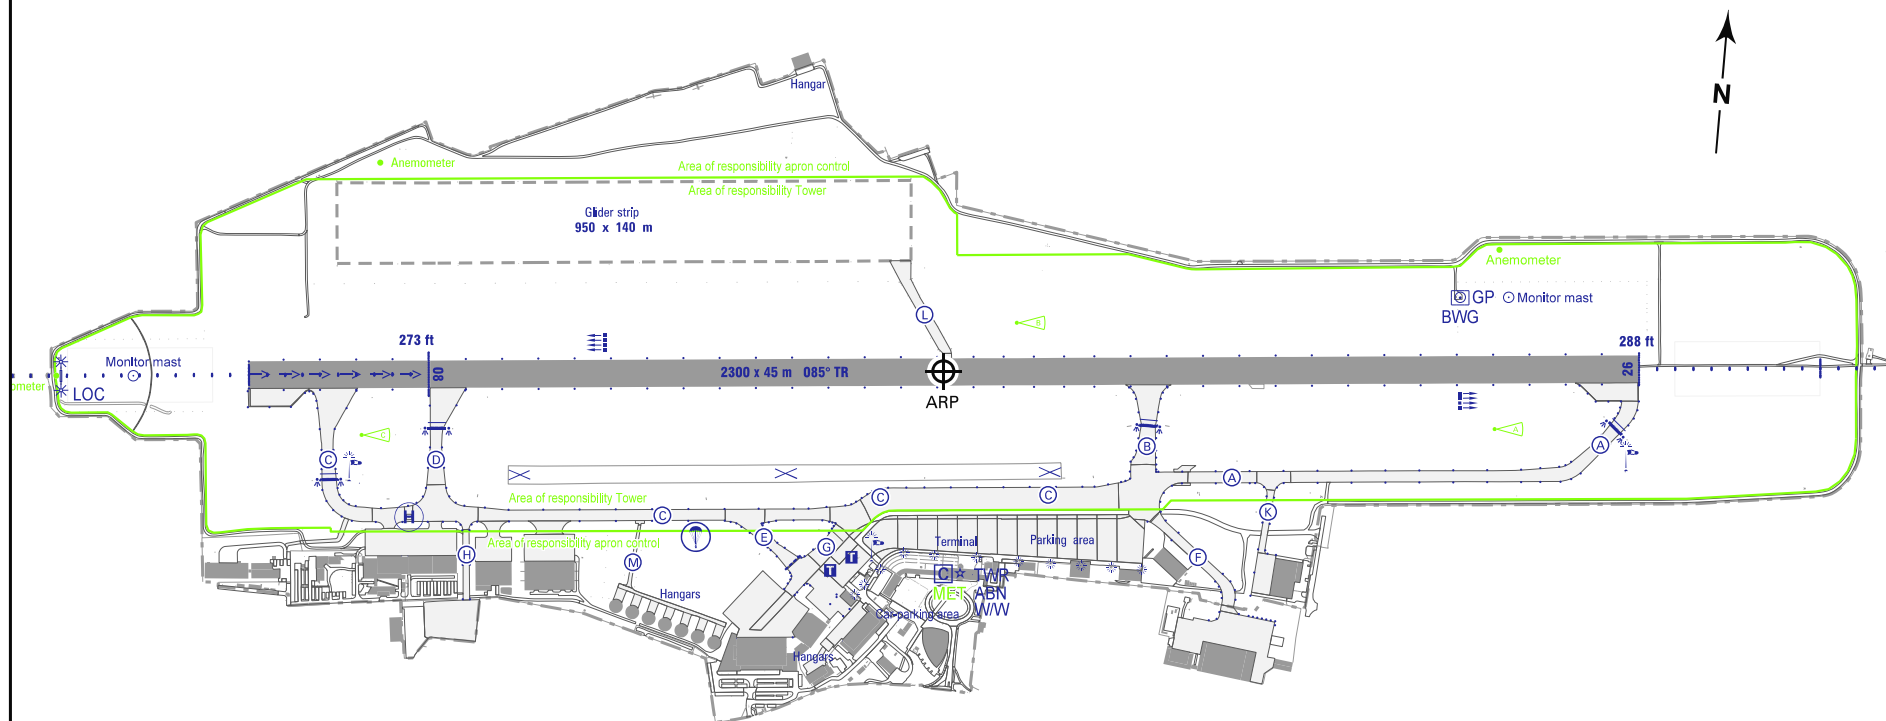 N
Hangar
Anemometer
Area of responsibility apron control
Area of responsibility Tower
Glider strip
950 x 140 m
Anemometer
GP
Monitor mast
BWG
L
B
273 ft
288 ft
Monitor mast
LOC
ometer
08
2300 x 45 m 085° TR
26
ARP
C
D
C
B
A
A
A
Area of responsibility Tower
C
C
C
K
H
Area of responsibility apron control
E
G
Terminal
Parking area
F
H
M
T
T
C
TWR
MET
ABN
W/W
Hangars
Car-parking area
Hangars